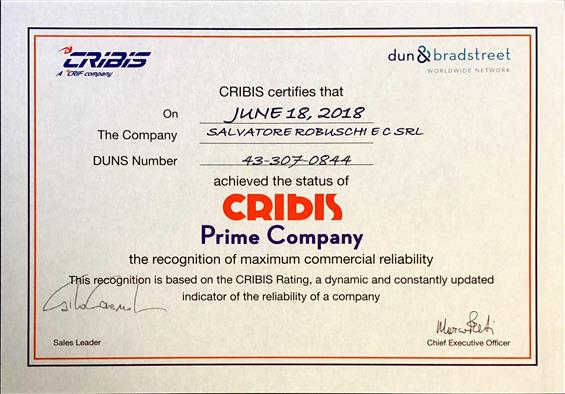 CRIBIS
A CRIF company
dun & bradstreet
WORLDWIDE NETWORK
CRIBIS certifies that
On JUNE 18, 2018
The Company SALVATORE ROBUSCHI E C SRL
DUNS Number 43-307-0844
achieved the status of
CRIBIS
Prime Company
the recognition of maximum commercial reliability
This recognition is based on the CRIBIS Rating, a dynamic and constantly updated
indicator of the reliability of a company
Sales Leader
Chief Executive Officer